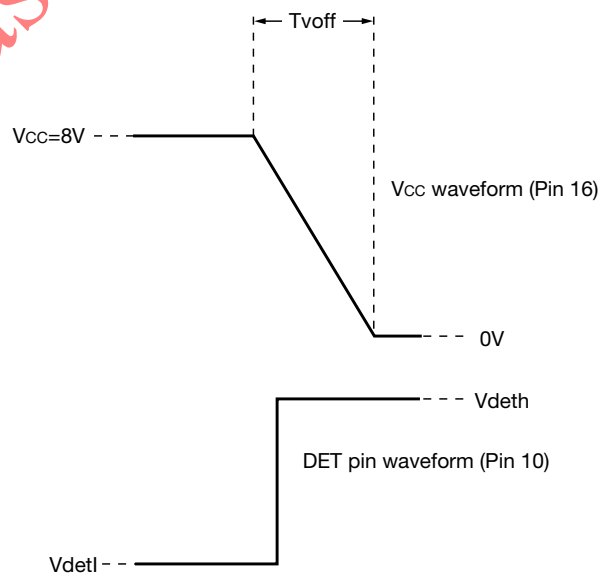 Tvoff
VCC=8V
VCC waveform (Pin 16)
0V
Vdeth
DET pin waveform (Pin 10)
Vdetl